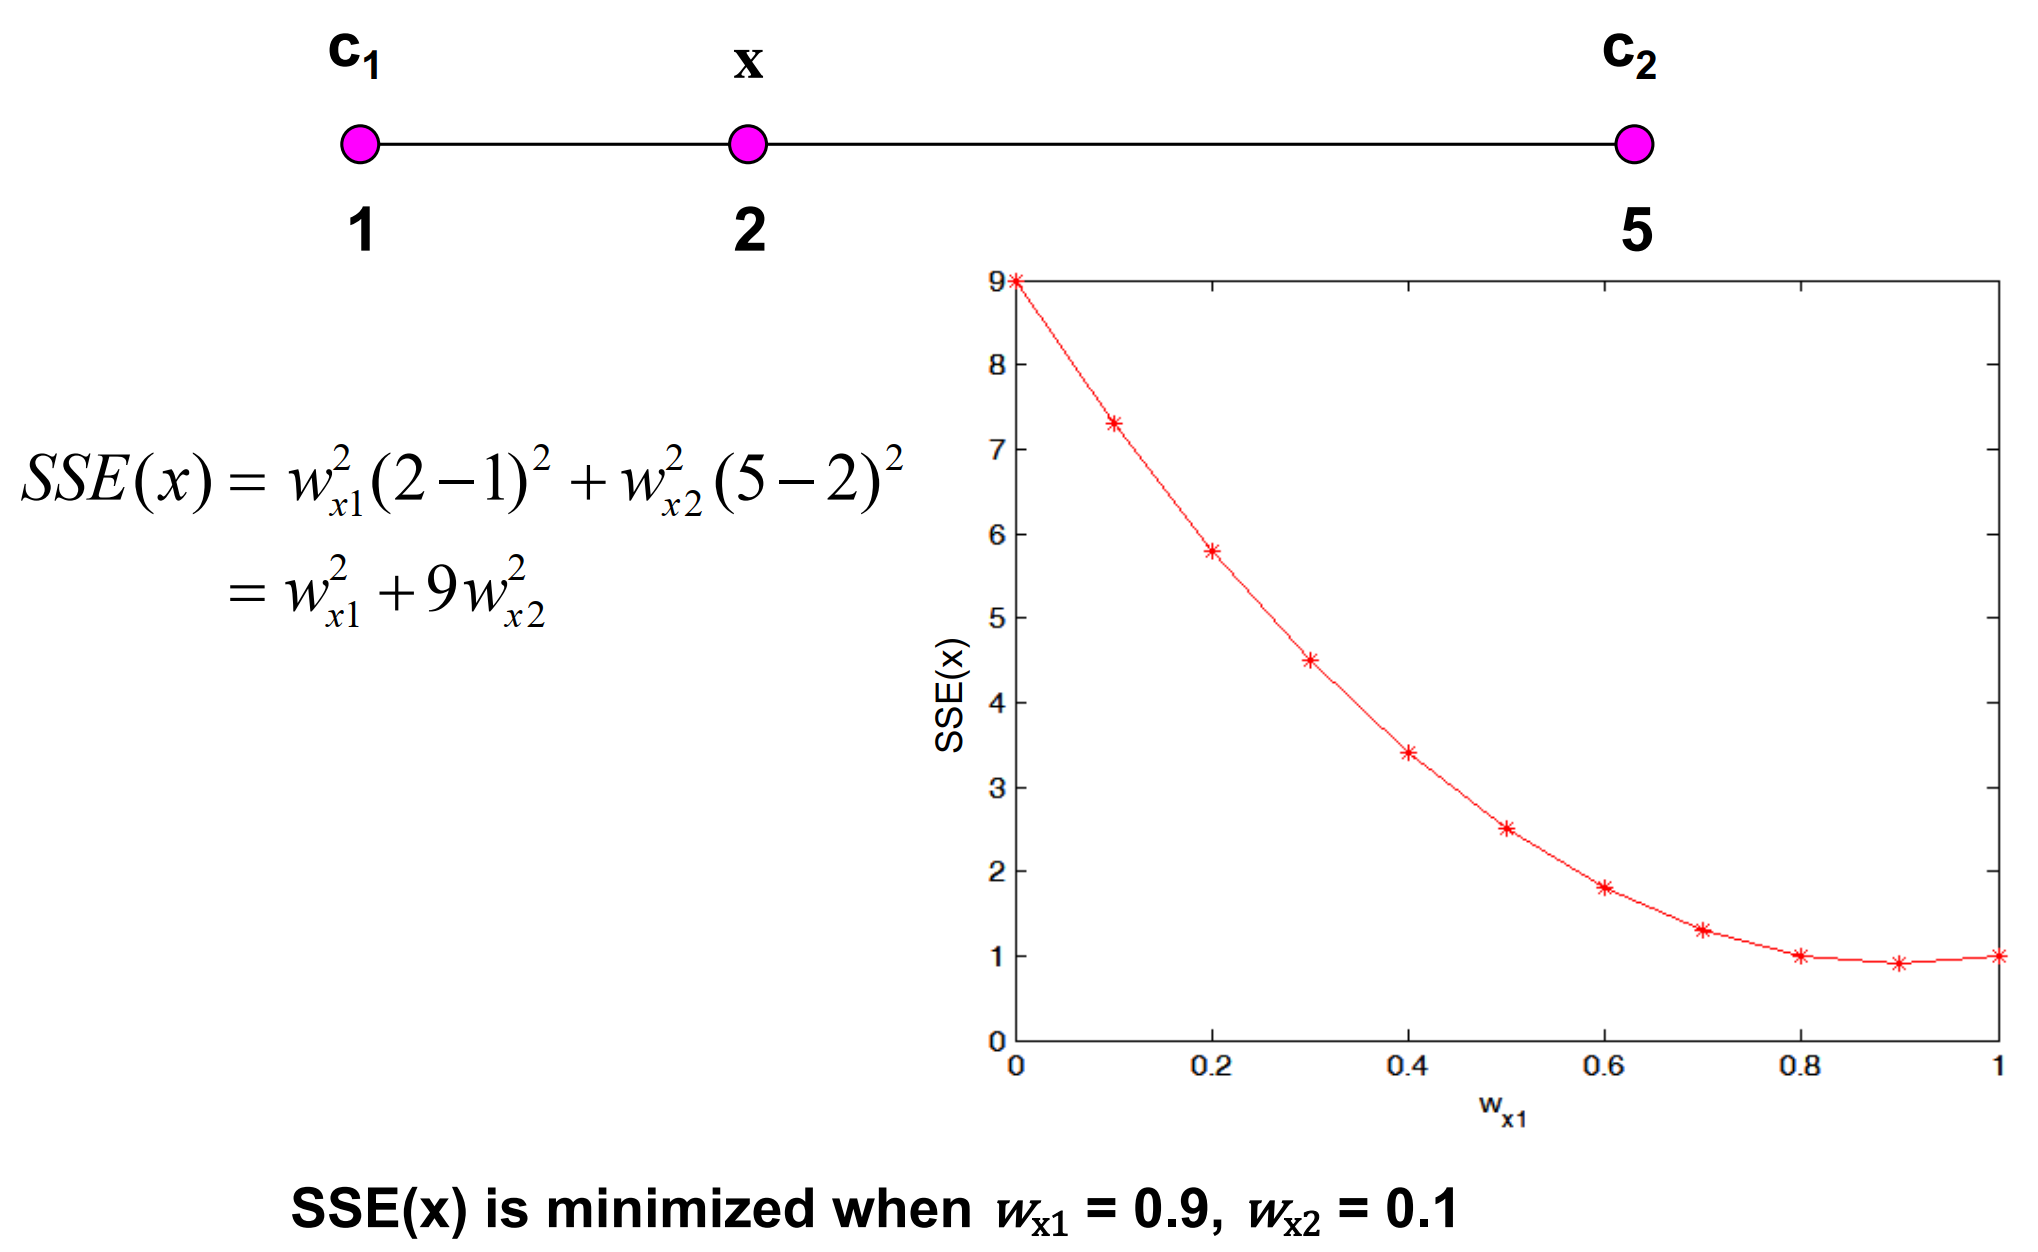 c₁ x c₂
1 2 5
SSE(x) = w²ₓ₁(2−1)² + w²ₓ₂(5−2)²
= w²ₓ₁ + 9w²ₓ₂
9
8
7
6
5
4
3
2
1
0
SSE(x)
0 0.2 0.4 0.6 0.8 1
wₓ₁
SSE(x) is minimized when wₓ₁ = 0.9, wₓ₂ = 0.1